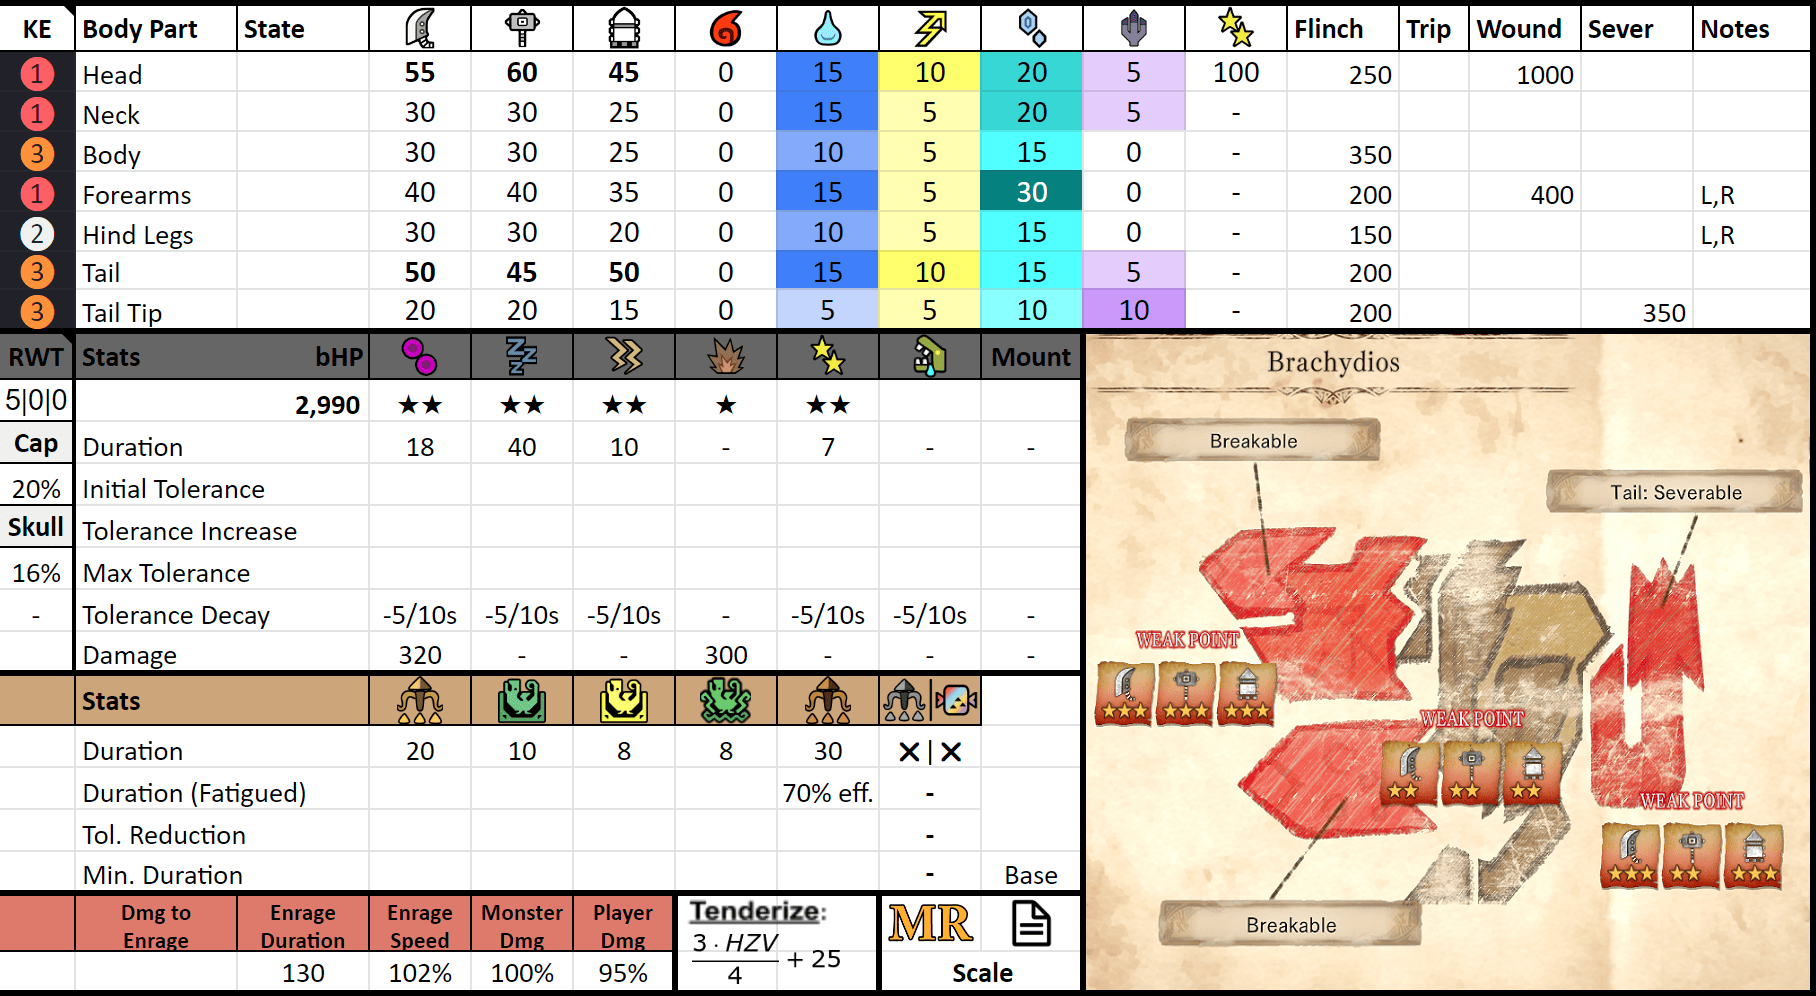 KE Body Part State Flinch Trip Wound Sever Notes
1 Head 55 60 45 0 15 10 20 5 100 250 1000
1 Neck 30 30 25 0 15 5 20 5 -
3 Body 30 30 25 0 10 5 15 0 - 350
1 Forearms 40 40 35 0 15 5 30 0 - 200 400 L,R
2 Hind Legs 30 30 20 0 10 5 15 0 - 150 L,R
3 Tail 50 45 50 0 15 10 15 5 - 200
3 Tail Tip 20 20 15 0 5 5 10 10 - 200 350
RWT Stats bHP Mount
5|0|0 2,990 ★★ ★★ ★★ ★ ★★
Cap Duration 18 40 10 - 7 - -
20% Initial Tolerance
Skull Tolerance Increase
16% Max Tolerance
- Tolerance Decay -5/10s -5/10s -5/10s - -5/10s -5/10s -
Damage 320 - - 300 - - -
Stats |
Duration 20 10 8 8 30 ✕|✕
Duration (Fatigued) 70% eff. -
Tol. Reduction -
Min. Duration - Base
Dmg to Enrage
Enrage Duration
Enrage Speed
Monster Dmg
Player Dmg
130 102% 100% 95%
Tenderize:
3 · HZV / 4 + 25
MR
Scale
Brachydios
Breakable
Tail: Severable
WEAK POINT
WEAK POINT
WEAK POINT
Breakable